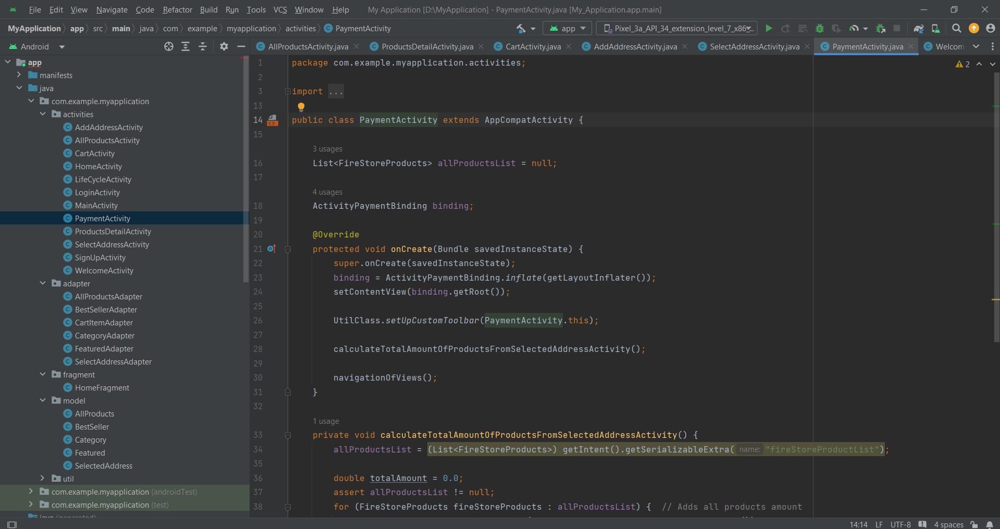 File Edit View Navigate Code Refactor Build Run Tools VCS Window Help My Application [D:\MyApplication] - PaymentActivity.java [My_Application.app.main]
MyApplication app src main java com example myapplication activities PaymentActivity app Pixel_3a_API_34_extension_level_7_x86...
Android
AllProductsActivity.java ProductsDetailActivity.java CartActivity.java AddAddressActivity.java SelectAddressActivity.java PaymentActivity.java Welcom
app
manifests
java
com.example.myapplication
activities
AddAddressActivity
AllProductsActivity
CartActivity
HomeActivity
LifeCycleActivity
LoginActivity
MainActivity
PaymentActivity
ProductsDetailActivity
SelectAddressActivity
SignUpActivity
WelcomeActivity
adapter
AllProductsAdapter
BestSellerAdapter
CartItemAdapter
CategoryAdapter
FeaturedAdapter
SelectAddressAdapter
fragment
HomeFragment
model
AllProducts
BestSeller
Category
Featured
SelectedAddress
util
com.example.myapplication (androidTest)
com.example.myapplication (test)
java (generated)
2
1 package com.example.myapplication.activities;
2
3 import ...
13
14 public class PaymentActivity extends AppCompatActivity {
15
3 usages
16 List<FireStoreProducts> allProductsList = null;
17
4 usages
18 ActivityPaymentBinding binding;
19
20 @Override
21 protected void onCreate(Bundle savedInstanceState) {
22 super.onCreate(savedInstanceState);
23 binding = ActivityPaymentBinding.inflate(getLayoutInflater());
24 setContentView(binding.getRoot());
25
26 UtilClass.setUpCustomToolbar(PaymentActivity.this);
27
28 calculateTotalAmountOfProductsFromSelectedAddressActivity();
29
30 navigationOfViews();
31 }
32
1 usage
33 private void calculateTotalAmountOfProductsFromSelectedAddressActivity() {
34 allProductsList = (List<FireStoreProducts>) getIntent().getSerializableExtra( name: "fireStoreProductList");
35
36 double totalAmount = 0.0;
37 assert allProductsList != null;
38 for (FireStoreProducts fireStoreProducts : allProductsList) { // Adds all products amount
14:14 LF UTF-8 4 spaces